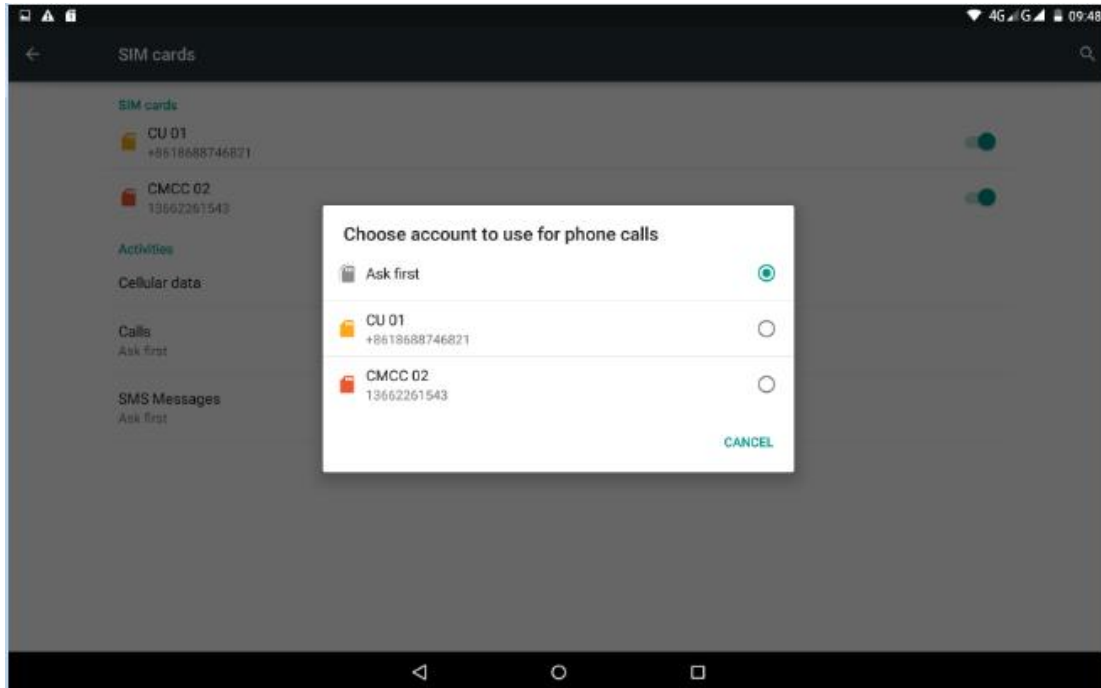 4G G 09:48
SIM cards
SIM cards
CU 01
+8618688746821
CMCC 02
13662261543
Activities
Cellular data
Calls
Ask first
SMS Messages
Ask first
Choose account to use for phone calls
Ask first
CU 01
+8618688746821
CMCC 02
13662261543
CANCEL